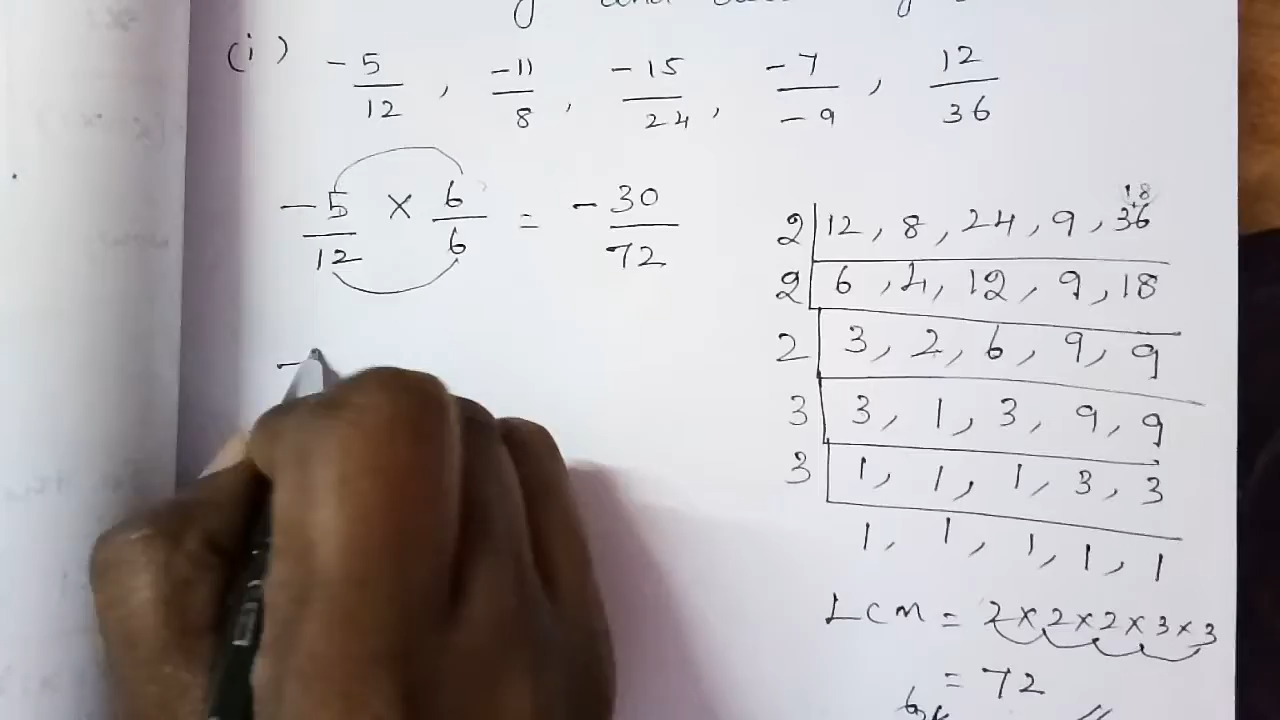 (i) -5/12 , -11/8 , -15/24 , -7/-9 , 12/36
-5/12 × 6/6 = -30/72
-
18
2 | 12 , 8 , 24 , 9 , 36
2 | 6 , 4 , 12 , 9 , 18
2 | 3 , 2 , 6 , 9 , 9
3 | 3 , 1 , 3 , 9 , 9
3 | 1 , 1 , 1 , 3 , 3
1 , 1 , 1 , 1 , 1
LCM = 2×2×2×3×3
= 72